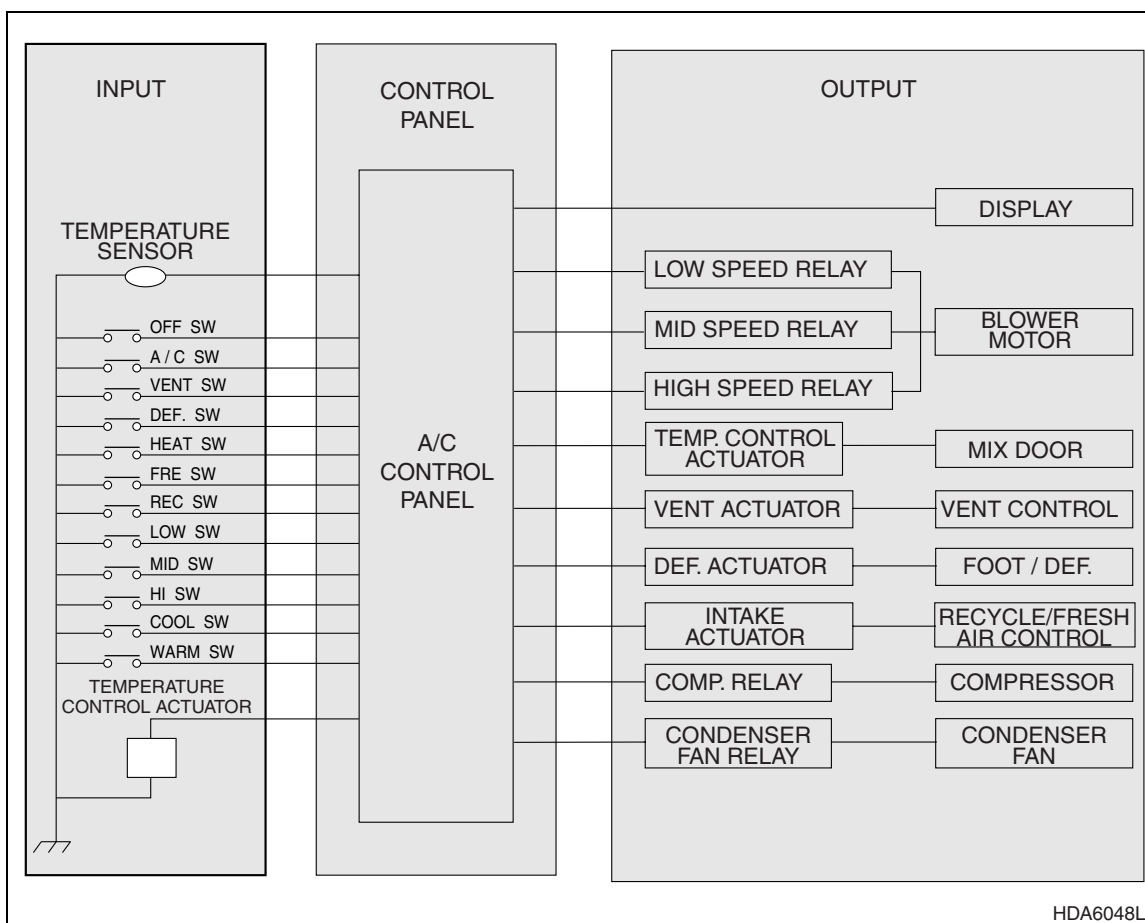 INPUT
TEMPERATURE
SENSOR
OFF SW
A / C SW
VENT SW
DEF. SW
HEAT SW
FRE SW
REC SW
LOW SW
MID SW
HI SW
COOL SW
WARM SW
TEMPERATURE
CONTROL ACTUATOR
CONTROL
PANEL
A/C
CONTROL
PANEL
OUTPUT
DISPLAY
LOW SPEED RELAY
MID SPEED RELAY
HIGH SPEED RELAY
BLOWER
MOTOR
TEMP. CONTROL
ACTUATOR
MIX DOOR
VENT ACTUATOR
VENT CONTROL
DEF. ACTUATOR
FOOT / DEF.
INTAKE
ACTUATOR
RECYCLE/FRESH
AIR CONTROL
COMP. RELAY
COMPRESSOR
CONDENSER
FAN RELAY
CONDENSER
FAN
HDA6048L